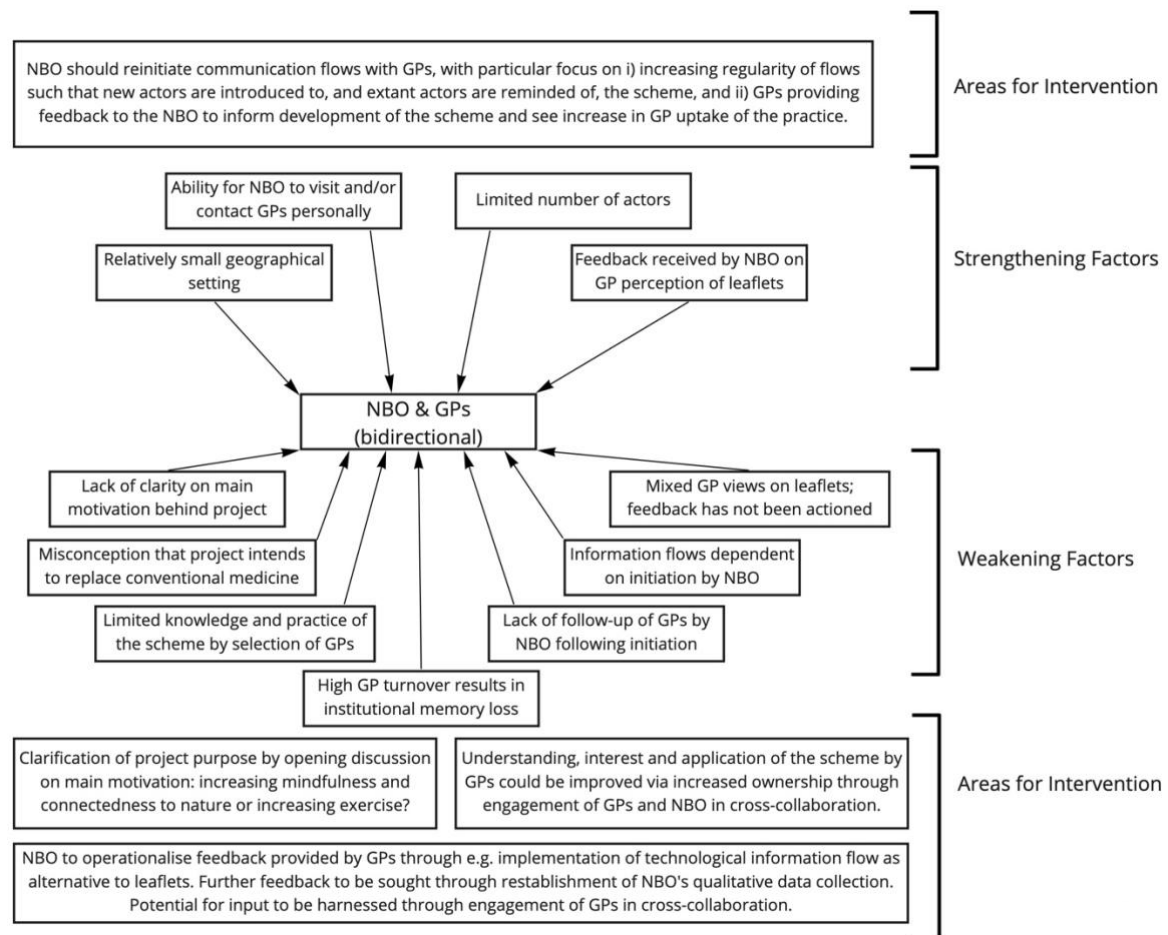 NBO should reinitiate communication flows with GPs, with particular focus on i) increasing regularity of flows
such that new actors are introduced to, and extant actors are reminded of, the scheme, and ii) GPs providing
feedback to the NBO to inform development of the scheme and see increase in GP uptake of the practice.
Areas for Intervention
Ability for NBO to visit and/or
contact GPs personally
Limited number of actors
Relatively small geographical
setting
Feedback received by NBO on
GP perception of leaflets
Strengthening Factors
NBO & GPs
(bidirectional)
Lack of clarity on main
motivation behind project
Mixed GP views on leaflets;
feedback has not been actioned
Misconception that project intends
to replace conventional medicine
Information flows dependent
on initiation by NBO
Weakening Factors
Limited knowledge and practice of
the scheme by selection of GPs
Lack of follow-up of GPs by
NBO following initiation
High GP turnover results in
institutional memory loss
Clarification of project purpose by opening discussion
on main motivation: increasing mindfulness and
connectedness to nature or increasing exercise?
Understanding, interest and application of the scheme by
GPs could be improved via increased ownership through
engagement of GPs and NBO in cross-collaboration.
Areas for Intervention
NBO to operationalise feedback provided by GPs through e.g. implementation of technological information flow as
alternative to leaflets. Further feedback to be sought through restablishment of NBO's qualitative data collection.
Potential for input to be harnessed through engagement of GPs in cross-collaboration.